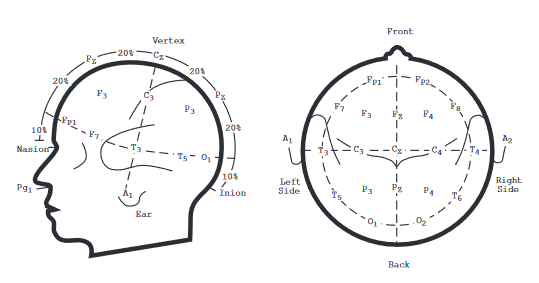 Vertex
20% Cz
Fz 20%
20% 20%
F3 C3 Pz
P3
Fp1 20%
10% F7
Nasion T3 T5 O1
10%
Pg1 A1 Inion
Ear
Front
Fp1 Fp2
F7 F3 Fz F4 F8
A1 A2
T3 C3 Cz C4 T4
Left Side
Right Side
T5 P3 Pz P4 T6
O1 O2
Back